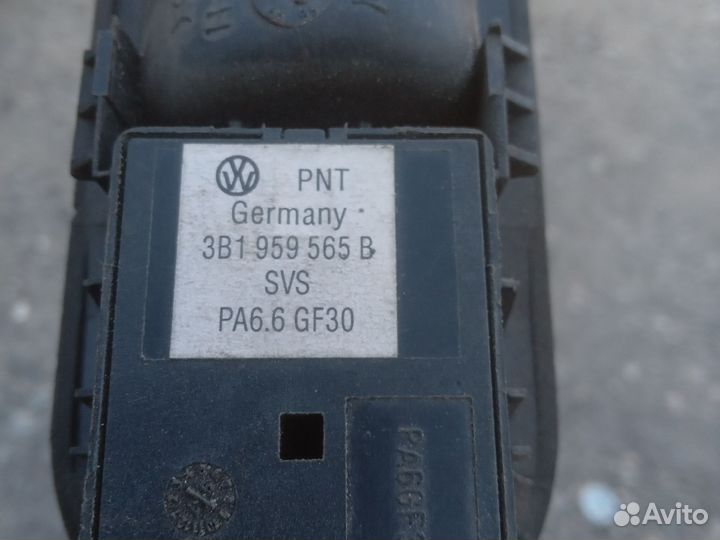 PNT
Germany
3B1 959 565 B
SVS
PA6.6 GF30
Avito